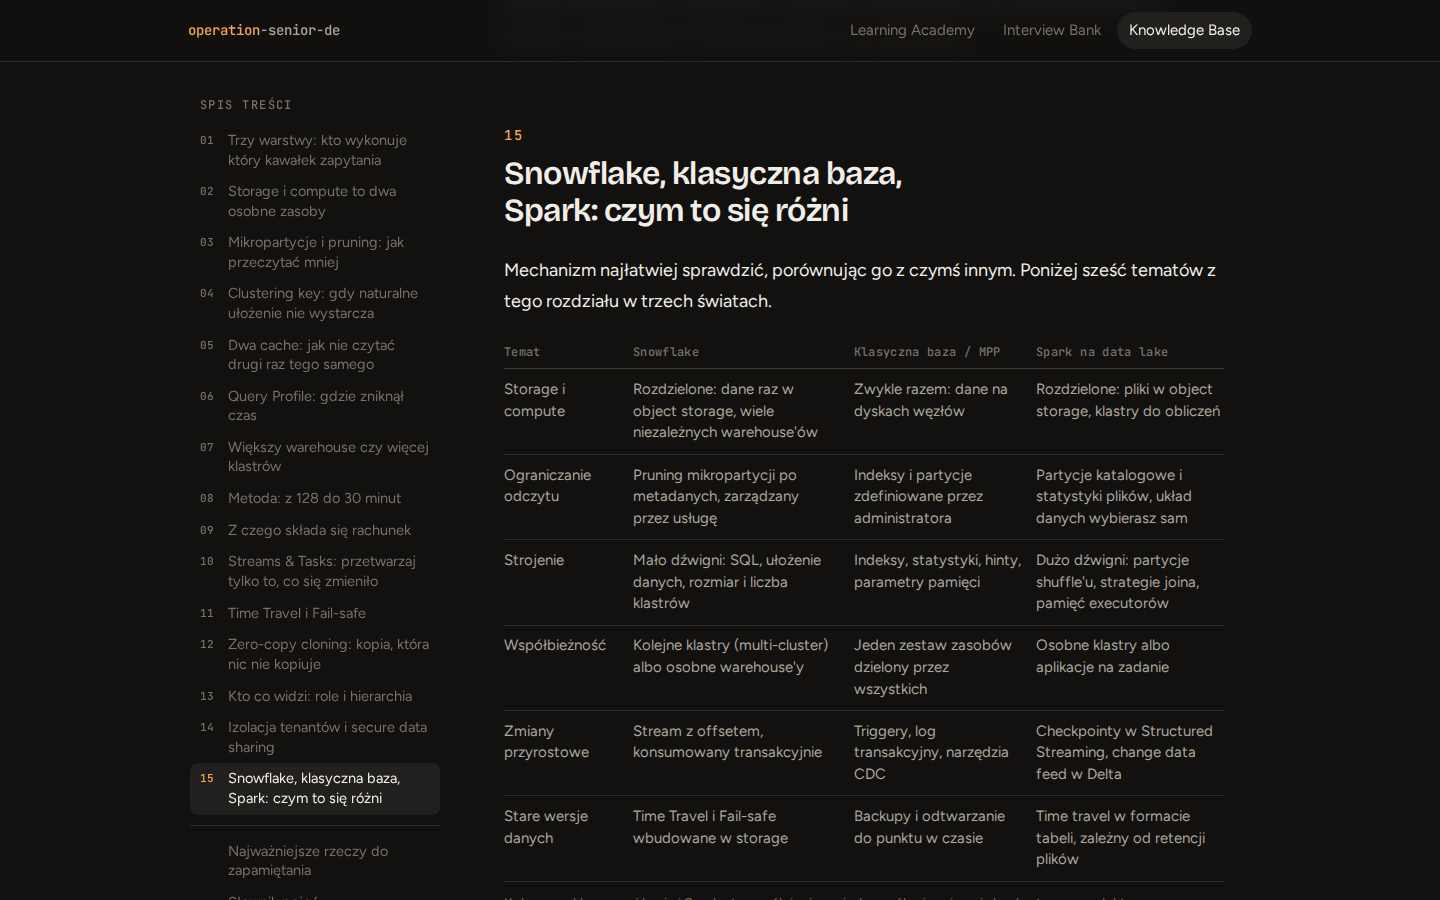 operation-senior-de
Learning Academy
Interview Bank
Knowledge Base
SPIS TREŚCI
01 Trzy warstwy: kto wykonuje
który kawałek zapytania
02 Storage i compute to dwa
osobne zasoby
03 Mikropartycje i pruning: jak
przeczytać mniej
04 Clustering key: gdy naturalne
ułożenie nie wystarcza
05 Dwa cache: jak nie czytać
drugi raz tego samego
06 Query Profile: gdzie zniknął
czas
07 Większy warehouse czy więcej
klastrów
08 Metoda: z 128 do 30 minut
09 Z czego składa się rachunek
10 Streams & Tasks: przetwarzaj
tylko to, co się zmieniło
11 Time Travel i Fail-safe
12 Zero-copy cloning: kopia, która
nic nie kopiuje
13 Kto co widzi: role i hierarchia
14 Izolacja tenantów i secure data
sharing
15 Snowflake, klasyczna baza,
Spark: czym to się różni
Najważniejsze rzeczy do
zapamiętania
15
Snowflake, klasyczna baza,
Spark: czym to się różni
Mechanizm najłatwiej sprawdzić, porównując go z czymś innym. Poniżej sześć tematów z
tego rozdziału w trzech światach.
Temat
Snowflake
Klasyczna baza / MPP
Spark na data lake
Storage i
compute
Rozdzielone: dane raz w
object storage, wiele
niezależnych warehouse'ów
Zwykle razem: dane na
dyskach węzłów
Rozdzielone: pliki w object
storage, klastry do obliczeń
Ograniczanie
odczytu
Pruning mikropartycji po
metadanych, zarządzany
przez usługę
Indeksy i partycje
zdefiniowane przez
administratora
Partycje katalogowe i
statystyki plików, układ
danych wybierasz sam
Strojenie
Mało dźwigni: SQL, ułożenie
danych, rozmiar i liczba
klastrów
Indeksy, statystyki, hinty,
parametry pamięci
Dużo dźwigni: partycje
shuffle'u, strategie joina,
pamięć executorów
Współbieżność
Kolejne klastry (multi-cluster)
albo osobne warehouse'y
Jeden zestaw zasobów
dzielony przez
wszystkich
Osobne klastry albo
aplikacje na zadanie
Zmiany
przyrostowe
Stream z offsetem,
konsumowany transakcyjnie
Triggery, log
transakcyjny, narzędzia
CDC
Checkpointy w Structured
Streaming, change data
feed w Delta
Stare wersje
danych
Time Travel i Fail-safe
wbudowane w storage
Backupy i odtwarzanie
do punktu w czasie
Time travel w formacie
tabeli, zależny od retencji
plików